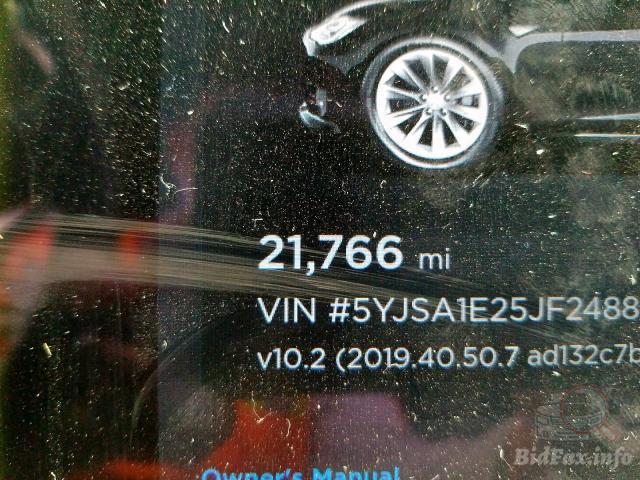 21,766 mi
VIN #5YJSA1E25JF2488
v10.2 (2019.40.50.7 ad132c7b
Owner's Manual
BidFax.info